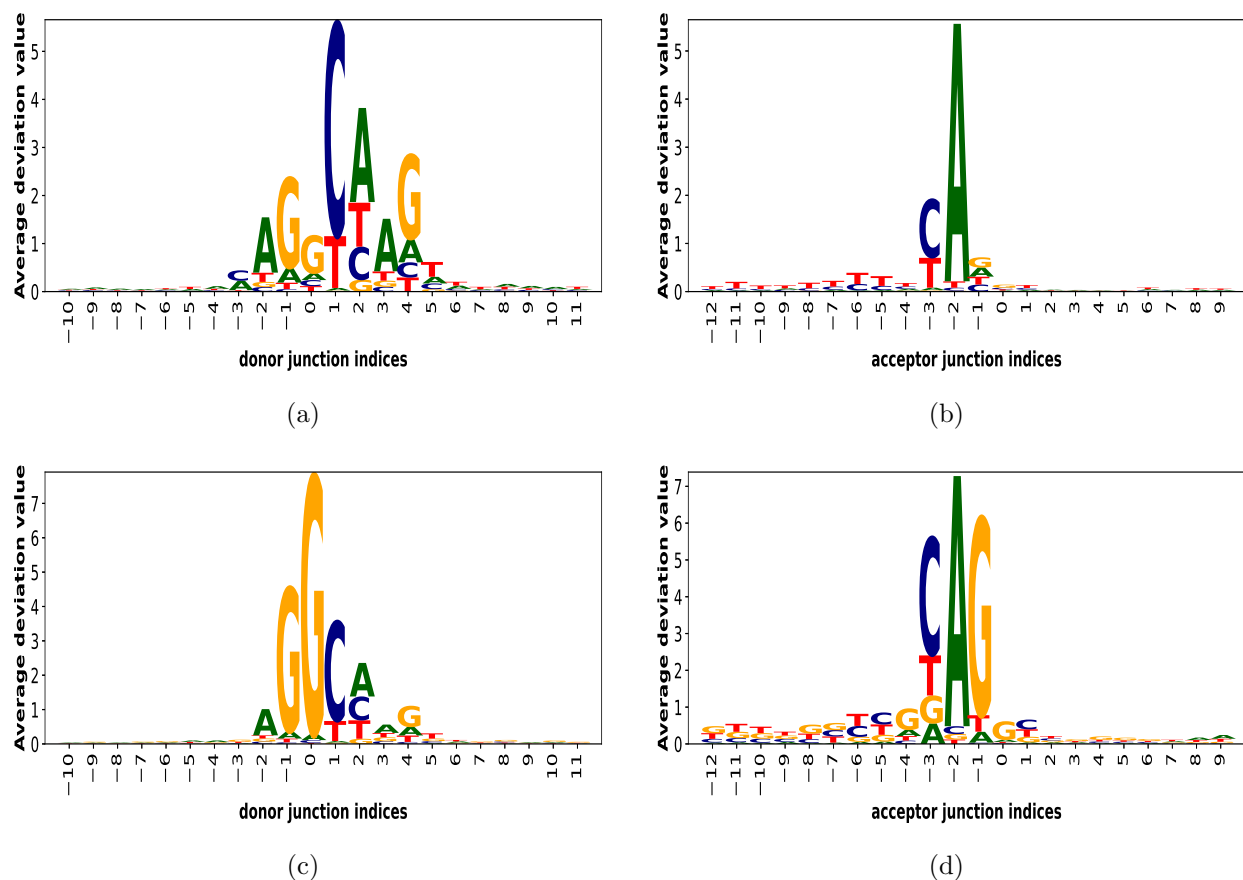 Average deviation value
5
4
3
2
1
0
C
A
T
A
G
A
T
G
G
A
G
A
C
T
C
G
A
T
G
G
A
C
T
T
A
C
−10 −9 −8 −7 −6 −5 −4 −3 −2 −1 0 1 2 3 4 5 6 7 8 9 10 11
donor junction indices
(a)
Average deviation value
5
4
3
2
1
0
A
C
T
G
A
T
C
T
C
−12 −11 −10 −9 −8 −7 −6 −5 −4 −3 −2 −1 0 1 2 3 4 5 6 7 8 9
acceptor junction indices
(b)
Average deviation value
7
6
5
4
3
2
1
0
A
G
G
C
T
A
C
T
A
G
A
−10 −9 −8 −7 −6 −5 −4 −3 −2 −1 0 1 2 3 4 5 6 7 8 9 10 11
donor junction indices
(c)
Average deviation value
7
6
5
4
3
2
1
0
T
C
C
T
G
A
C
T
G
A
A
C
G
G
T
A
G
C
T
−12 −11 −10 −9 −8 −7 −6 −5 −4 −3 −2 −1 0 1 2 3 4 5 6 7 8 9
acceptor junction indices
(d)